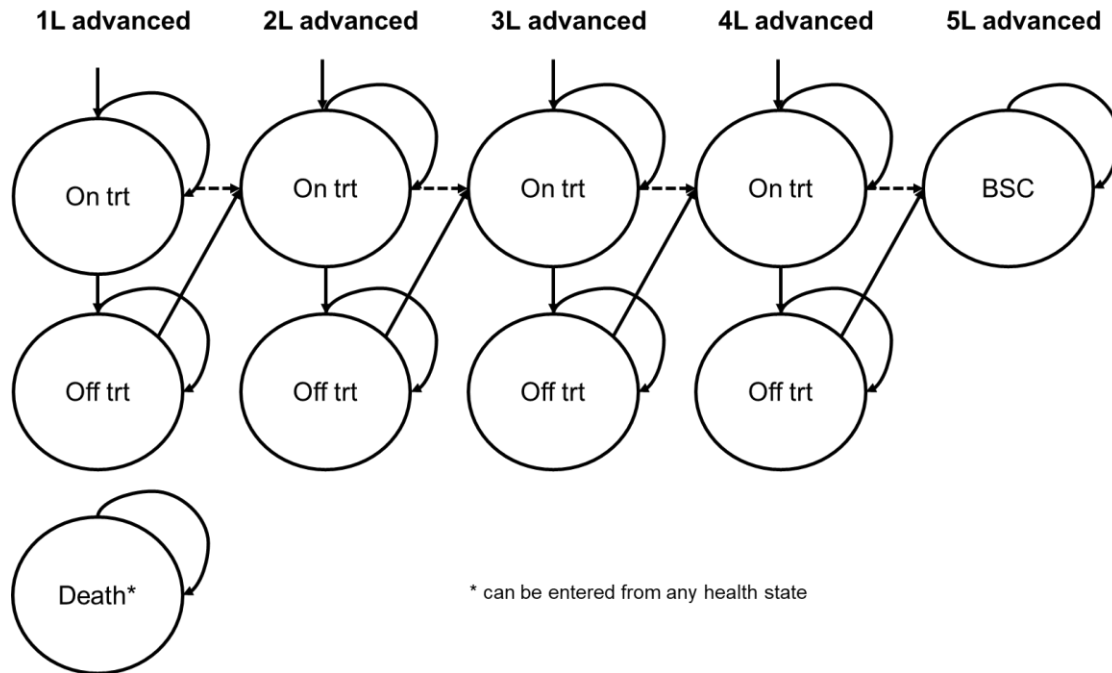 1L advanced 2L advanced 3L advanced 4L advanced 5L advanced
On trt On trt On trt On trt BSC
Off trt Off trt Off trt Off trt
Death*
* can be entered from any health state